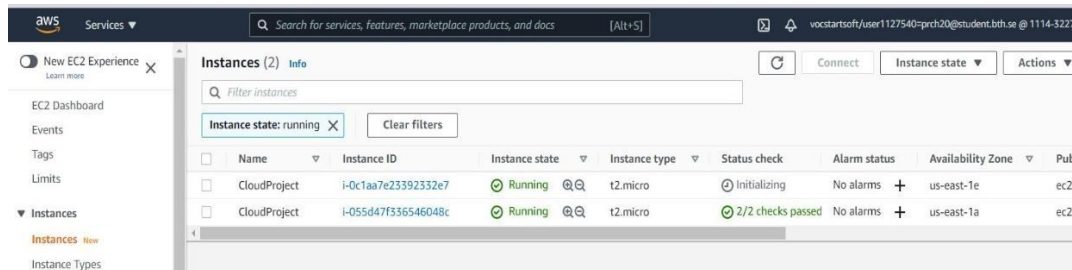 aws Services ▼ Search for services, features, marketplace products, and docs [Alt+S] vocstartsoft/user1127540=prch20@student.bth.se @ 1114-3227
New EC2 Experience
Learn more
EC2 Dashboard
Events
Tags
Limits
▼ Instances
Instances New
Instance Types
Instances (2) Info Connect Instance state ▼ Actions ▼
Filter instances
Instance state: running Clear filters
Name Instance ID Instance state Instance type Status check Alarm status Availability Zone Pub
CloudProject i-0c1aa7e23392332e7 Running t2.micro Initializing No alarms + us-east-1e ec2
CloudProject i-055d47f336546048c Running t2.micro 2/2 checks passed No alarms + us-east-1a ec2